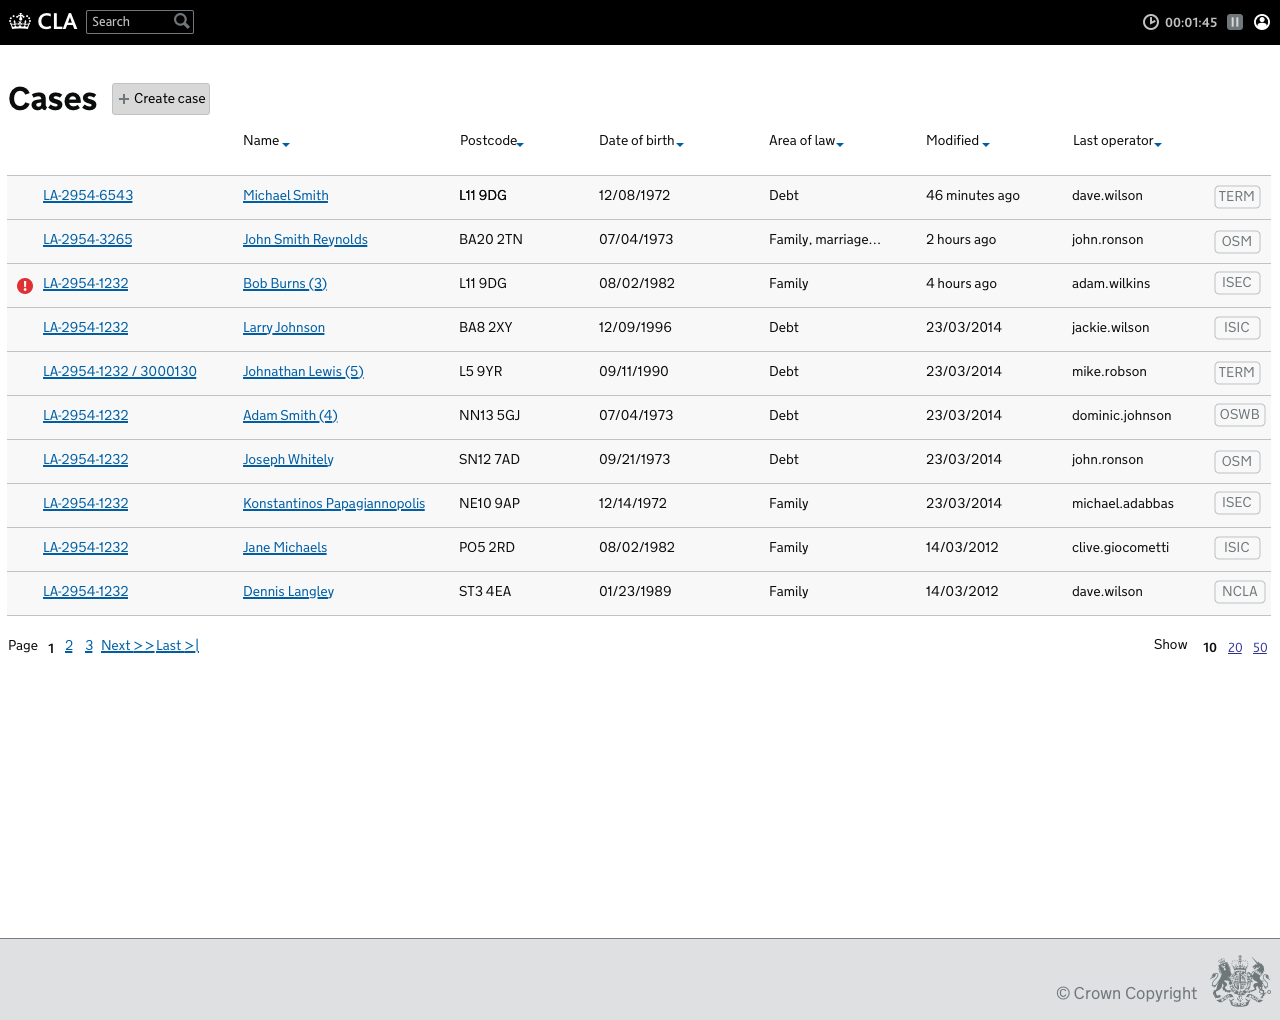 CLA Search 00:01:45
Cases + Create case
Name Postcode Date of birth Area of law Modified Last operator
LA-2954-6543 Michael Smith L11 9DG 12/08/1972 Debt 46 minutes ago dave.wilson TERM
LA-2954-3265 John Smith Reynolds BA20 2TN 07/04/1973 Family, marriage... 2 hours ago john.ronson OSM
! LA-2954-1232 Bob Burns (3) L11 9DG 08/02/1982 Family 4 hours ago adam.wilkins ISEC
LA-2954-1232 Larry Johnson BA8 2XY 12/09/1996 Debt 23/03/2014 jackie.wilson ISIC
LA-2954-1232 / 3000130 Johnathan Lewis (5) L5 9YR 09/11/1990 Debt 23/03/2014 mike.robson TERM
LA-2954-1232 Adam Smith (4) NN13 5GJ 07/04/1973 Debt 23/03/2014 dominic.johnson OSWB
LA-2954-1232 Joseph Whitely SN12 7AD 09/21/1973 Debt 23/03/2014 john.ronson OSM
LA-2954-1232 Konstantinos Papagiannopolis NE10 9AP 12/14/1972 Family 23/03/2014 michael.adabbas ISEC
LA-2954-1232 Jane Michaels PO5 2RD 08/02/1982 Family 14/03/2012 clive.giocometti ISIC
LA-2954-1232 Dennis Langley ST3 4EA 01/23/1989 Family 14/03/2012 dave.wilson NCLA
Page 1 2 3 Next >> Last >| Show 10 20 50
© Crown Copyright